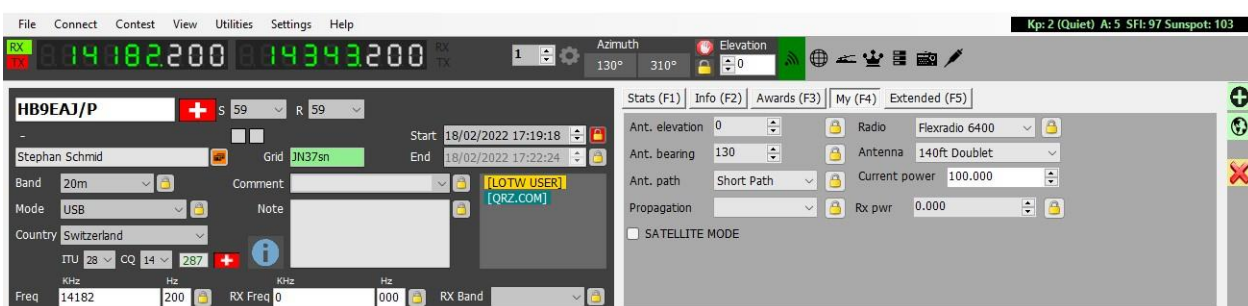 File Connect Contest View Utilities Settings Help
Kp: 2 (Quiet) A: 5 SFI: 97 Sunspot: 103
RX TX 14182.200 14343.200 RX TX 1 Azimuth 130° 310° Elevation 0
HB9EAJ/P S 59 R 59
- Start 18/02/2022 17:19:18
Stephan Schmid Grid JN37sn End 18/02/2022 17:22:24
Band 20m Comment [LOTW USER]
[QRZ.COM]
Mode USB Note
Country Switzerland
ITU 28 CQ 14 287
KHz Hz KHz Hz
Freq 14182 200 RX Freq 0 000 RX Band
Stats (F1) Info (F2) Awards (F3) My (F4) Extended (F5)
Ant. elevation 0 Radio Flexradio 6400
Ant. bearing 130 Antenna 140ft Doublet
Ant. path Short Path Current power 100.000
Propagation Rx pwr 0.000
SATELLITE MODE